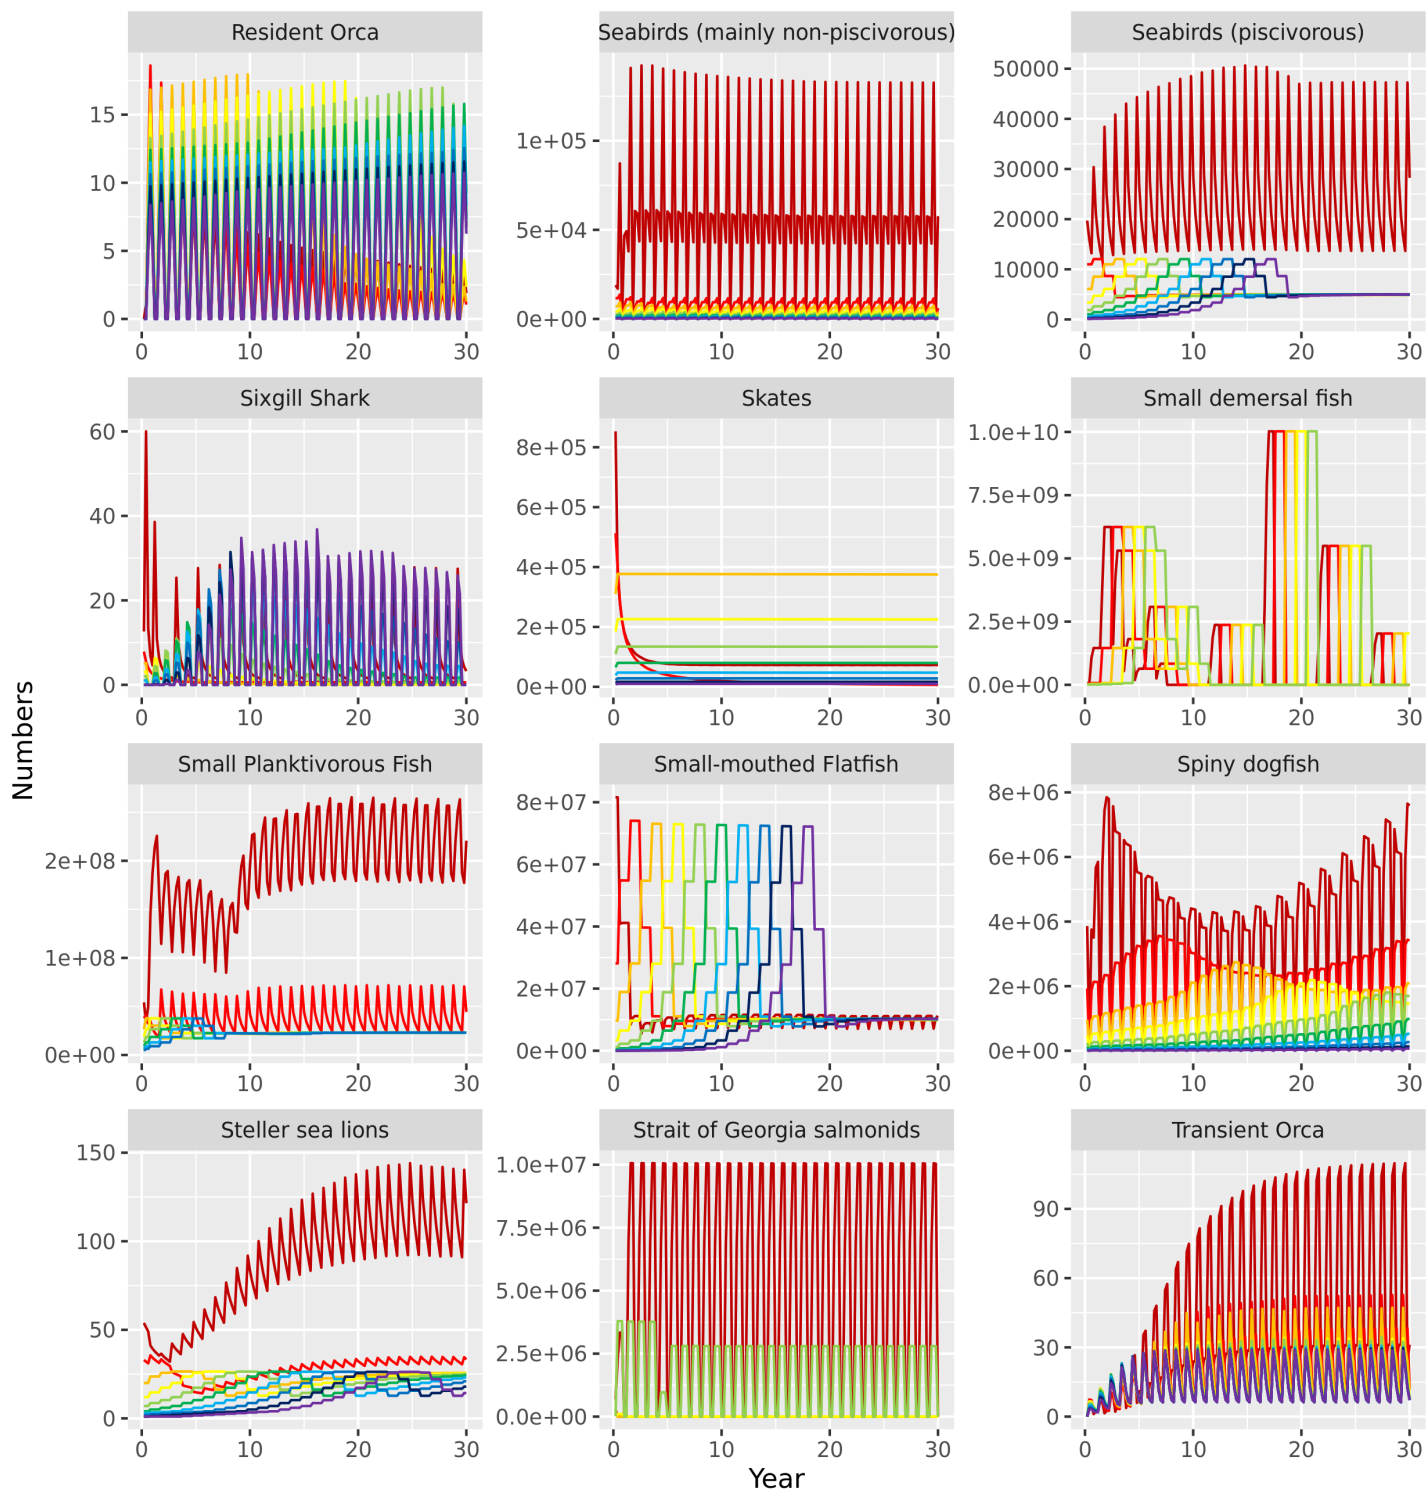 Resident Orca
Seabirds (mainly non-piscivorous)
Seabirds (piscivorous)
15
10
5
0
1e+05
5e+04
0e+00
50000
40000
30000
20000
10000
0
0 10 20 30
0 10 20 30
0 10 20 30
Sixgill Shark
Skates
Small demersal fish
60
40
20
0
8e+05
6e+05
4e+05
2e+05
0e+00
1.0e+10
7.5e+09
5.0e+09
2.5e+09
0.0e+00
0 10 20 30
0 10 20 30
0 10 20 30
Numbers
Small Planktivorous Fish
Small-mouthed Flatfish
Spiny dogfish
2e+08
1e+08
0e+00
8e+07
6e+07
4e+07
2e+07
0e+00
8e+06
6e+06
4e+06
2e+06
0e+00
0 10 20 30
0 10 20 30
0 10 20 30
Steller sea lions
Strait of Georgia salmonids
Transient Orca
150
100
50
0
1.0e+07
7.5e+06
5.0e+06
2.5e+06
0.0e+00
90
60
30
0
0 10 20 30
0 10 20 30
0 10 20 30
Year